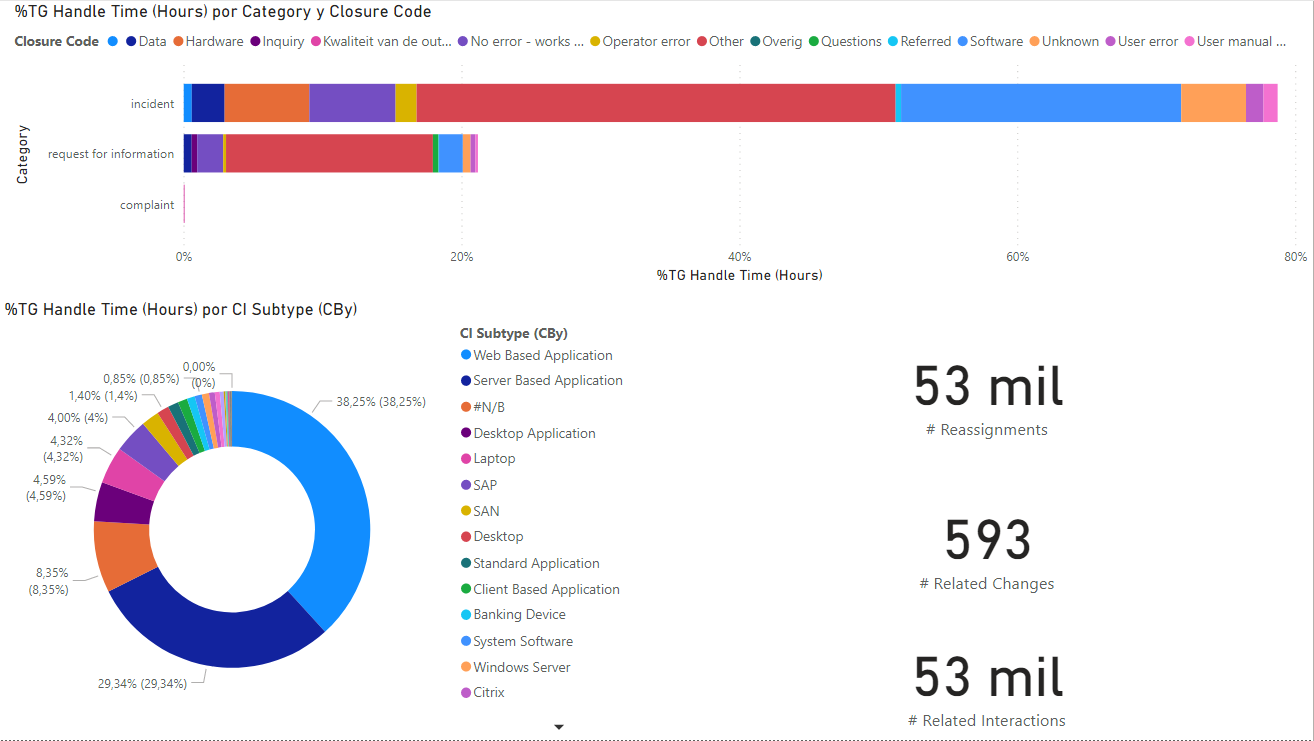 %TG Handle Time (Hours) por Category y Closure Code
Closure Code Data Hardware Inquiry Kwaliteit van de out... No error - works ... Operator error Other Overig Questions Referred Software Unknown User error User manual ...
Category
incident
request for information
complaint
0% 20% 40% 60% 80%
%TG Handle Time (Hours)
%TG Handle Time (Hours) por CI Subtype (CBy)
0,00%
(0%)
0,85% (0,85%)
1,40% (1,4%)
4,00% (4%)
4,32%
(4,32%)
4,59%
(4,59%)
8,35%
(8,35%)
29,34% (29,34%)
38,25% (38,25%)
CI Subtype (CBy)
Web Based Application
Server Based Application
#N/B
Desktop Application
Laptop
SAP
SAN
Desktop
Standard Application
Client Based Application
Banking Device
System Software
Windows Server
Citrix
53 mil
# Reassignments
593
# Related Changes
53 mil
# Related Interactions